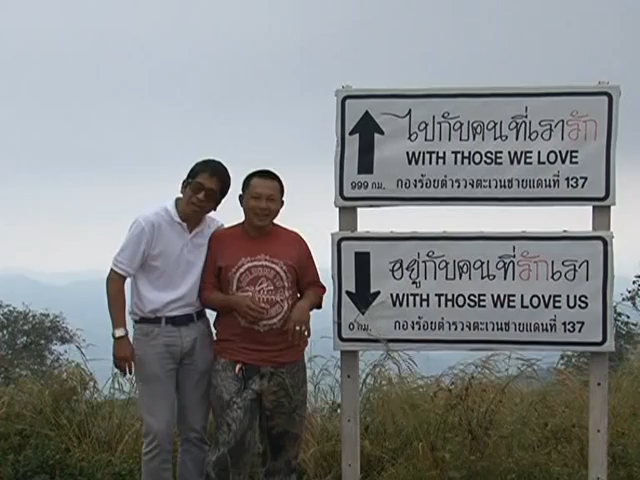 ไปกับคนที่เรารัก
WITH THOSE WE LOVE
999 กม. กองร้อยตำรวจตะเวนชายแดนที่ 137
อยู่กับคนที่รักเรา
WITH THOSE WE LOVE US
0 กม. กองร้อยตำรวจตะเวนชายแดนที่ 137